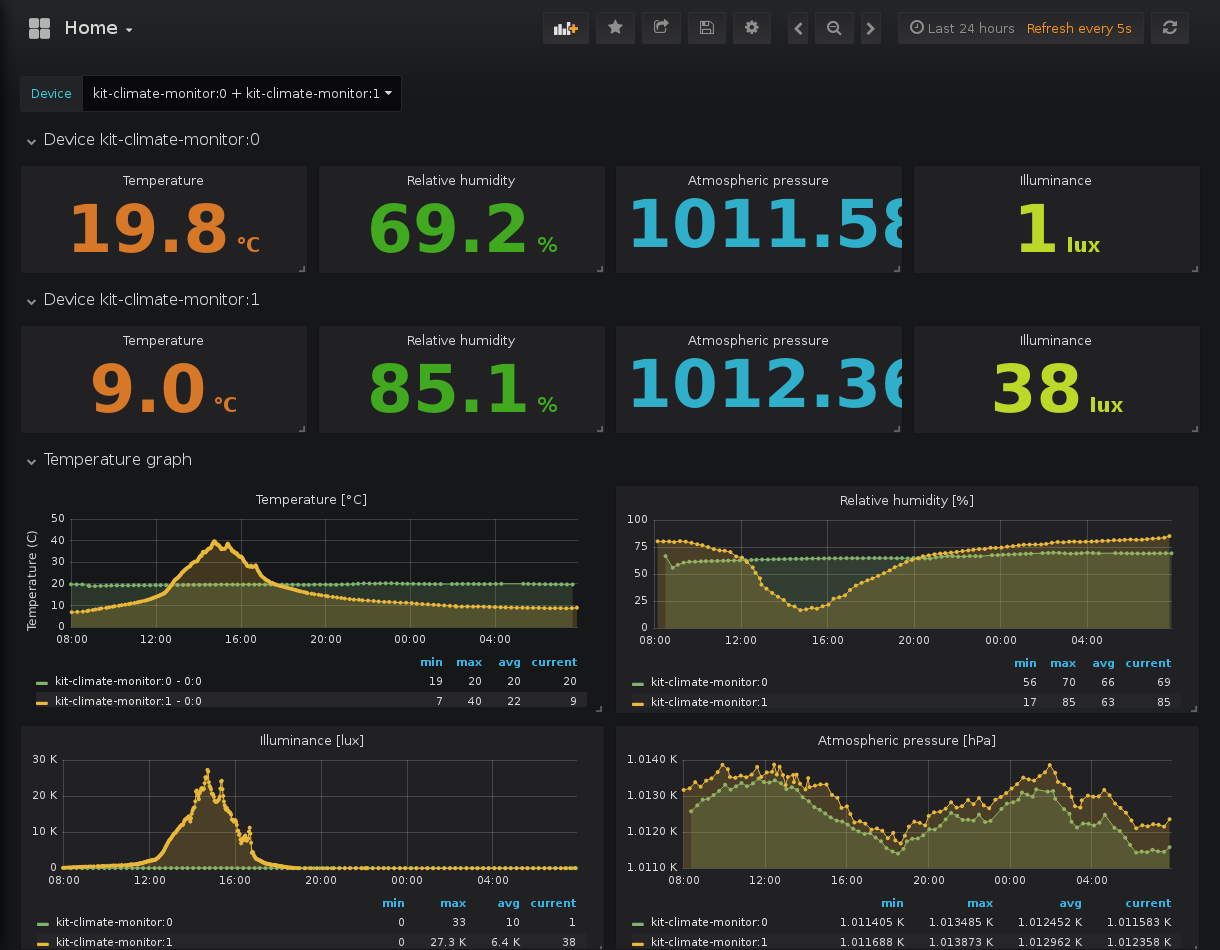 Home
Last 24 hours Refresh every 5s
Device kit-climate-monitor:0 + kit-climate-monitor:1
Device kit-climate-monitor:0
Temperature
19.8 °C
Relative humidity
69.2 %
Atmospheric pressure
1011.58
Illuminance
1 lux
Device kit-climate-monitor:1
Temperature
9.0 °C
Relative humidity
85.1 %
Atmospheric pressure
1012.36
Illuminance
38 lux
Temperature graph
Temperature [°C]
Temperature (C)
50
40
30
20
10
0
08:00 12:00 16:00 20:00 00:00 04:00
min max avg current
kit-climate-monitor:0 - 0:0 19 20 20 20
kit-climate-monitor:1 - 0:0 7 40 22 9
Relative humidity [%]
100
75
50
25
0
08:00 12:00 16:00 20:00 00:00 04:00
min max avg current
kit-climate-monitor:0 56 70 66 69
kit-climate-monitor:1 17 85 63 85
Illuminance [lux]
30 K
20 K
10 K
0
08:00 12:00 16:00 20:00 00:00 04:00
min max avg current
kit-climate-monitor:0 0 33 10 1
kit-climate-monitor:1 0 27.3 K 6.4 K 38
Atmospheric pressure [hPa]
1.0140 K
1.0130 K
1.0120 K
1.0110 K
08:00 12:00 16:00 20:00 00:00 04:00
min max avg current
kit-climate-monitor:0 1.011405 K 1.013485 K 1.012452 K 1.011583 K
kit-climate-monitor:1 1.011688 K 1.013873 K 1.012962 K 1.012358 K